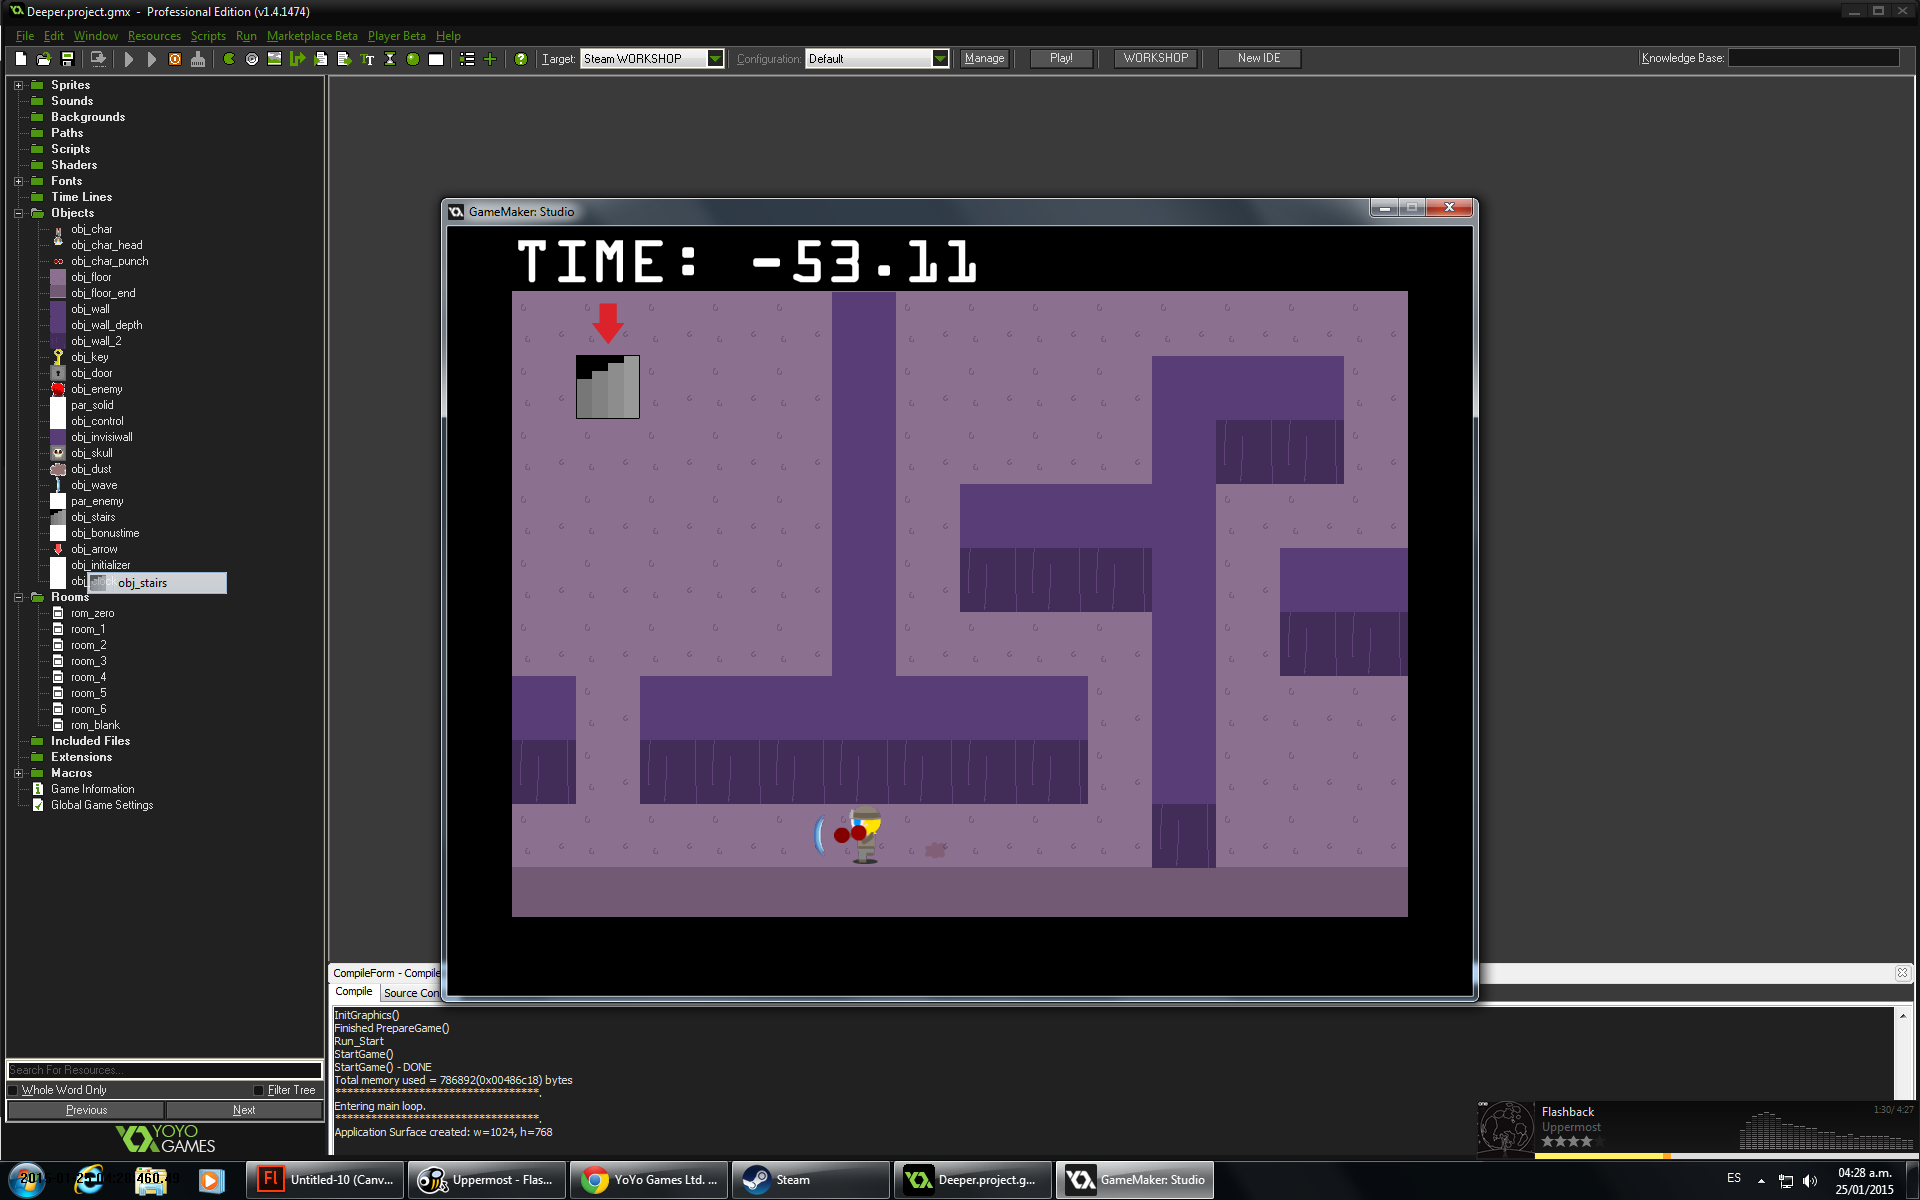 Deeper.project.gmx - Professional Edition (v1.4.1474)
File Edit Window Resources Scripts Run Marketplace Beta Player Beta Help
Target: Steam WORKSHOP Configuration: Default Manage Play! WORKSHOP New IDE Knowledge Base:
Sprites
Sounds
Backgrounds
Paths
Scripts
Shaders
Fonts
Time Lines
Objects
obj_char
obj_char_head
obj_char_punch
obj_floor
obj_floor_end
obj_wall
obj_wall_depth
obj_wall_2
obj_key
obj_door
obj_enemy
par_solid
obj_control
obj_invisiwall
obj_skull
obj_dust
obj_wave
par_enemy
obj_stairs
obj_bonustime
obj_arrow
obj_initializer
obj_stairs
Rooms
rom_zero
room_1
room_2
room_3
room_4
room_5
room_6
rom_blank
Included Files
Extensions
Macros
Game Information
Global Game Settings
Search For Resources...
Whole Word Only Filter Tree
Previous Next
YOYO GAMES
GameMaker: Studio
TIME: -53.11
CompileForm - Compile
Compile Source Con
InitGraphics()
Finished PrepareGame()
Run_Start
StartGame()
StartGame() - DONE
Total memory used = 786892(0x00486c18) bytes
**********************************.
Entering main loop.
**********************************.
Application Surface created: w=1024, h=768
Flashback 1:30/ 4:27
Uppermost
Untitled-10 (Canv...
Uppermost - Flas...
YoYo Games Ltd. ...
Steam
Deeper.project.g...
GameMaker: Studio
ES
04:28 a.m.
25/01/2015